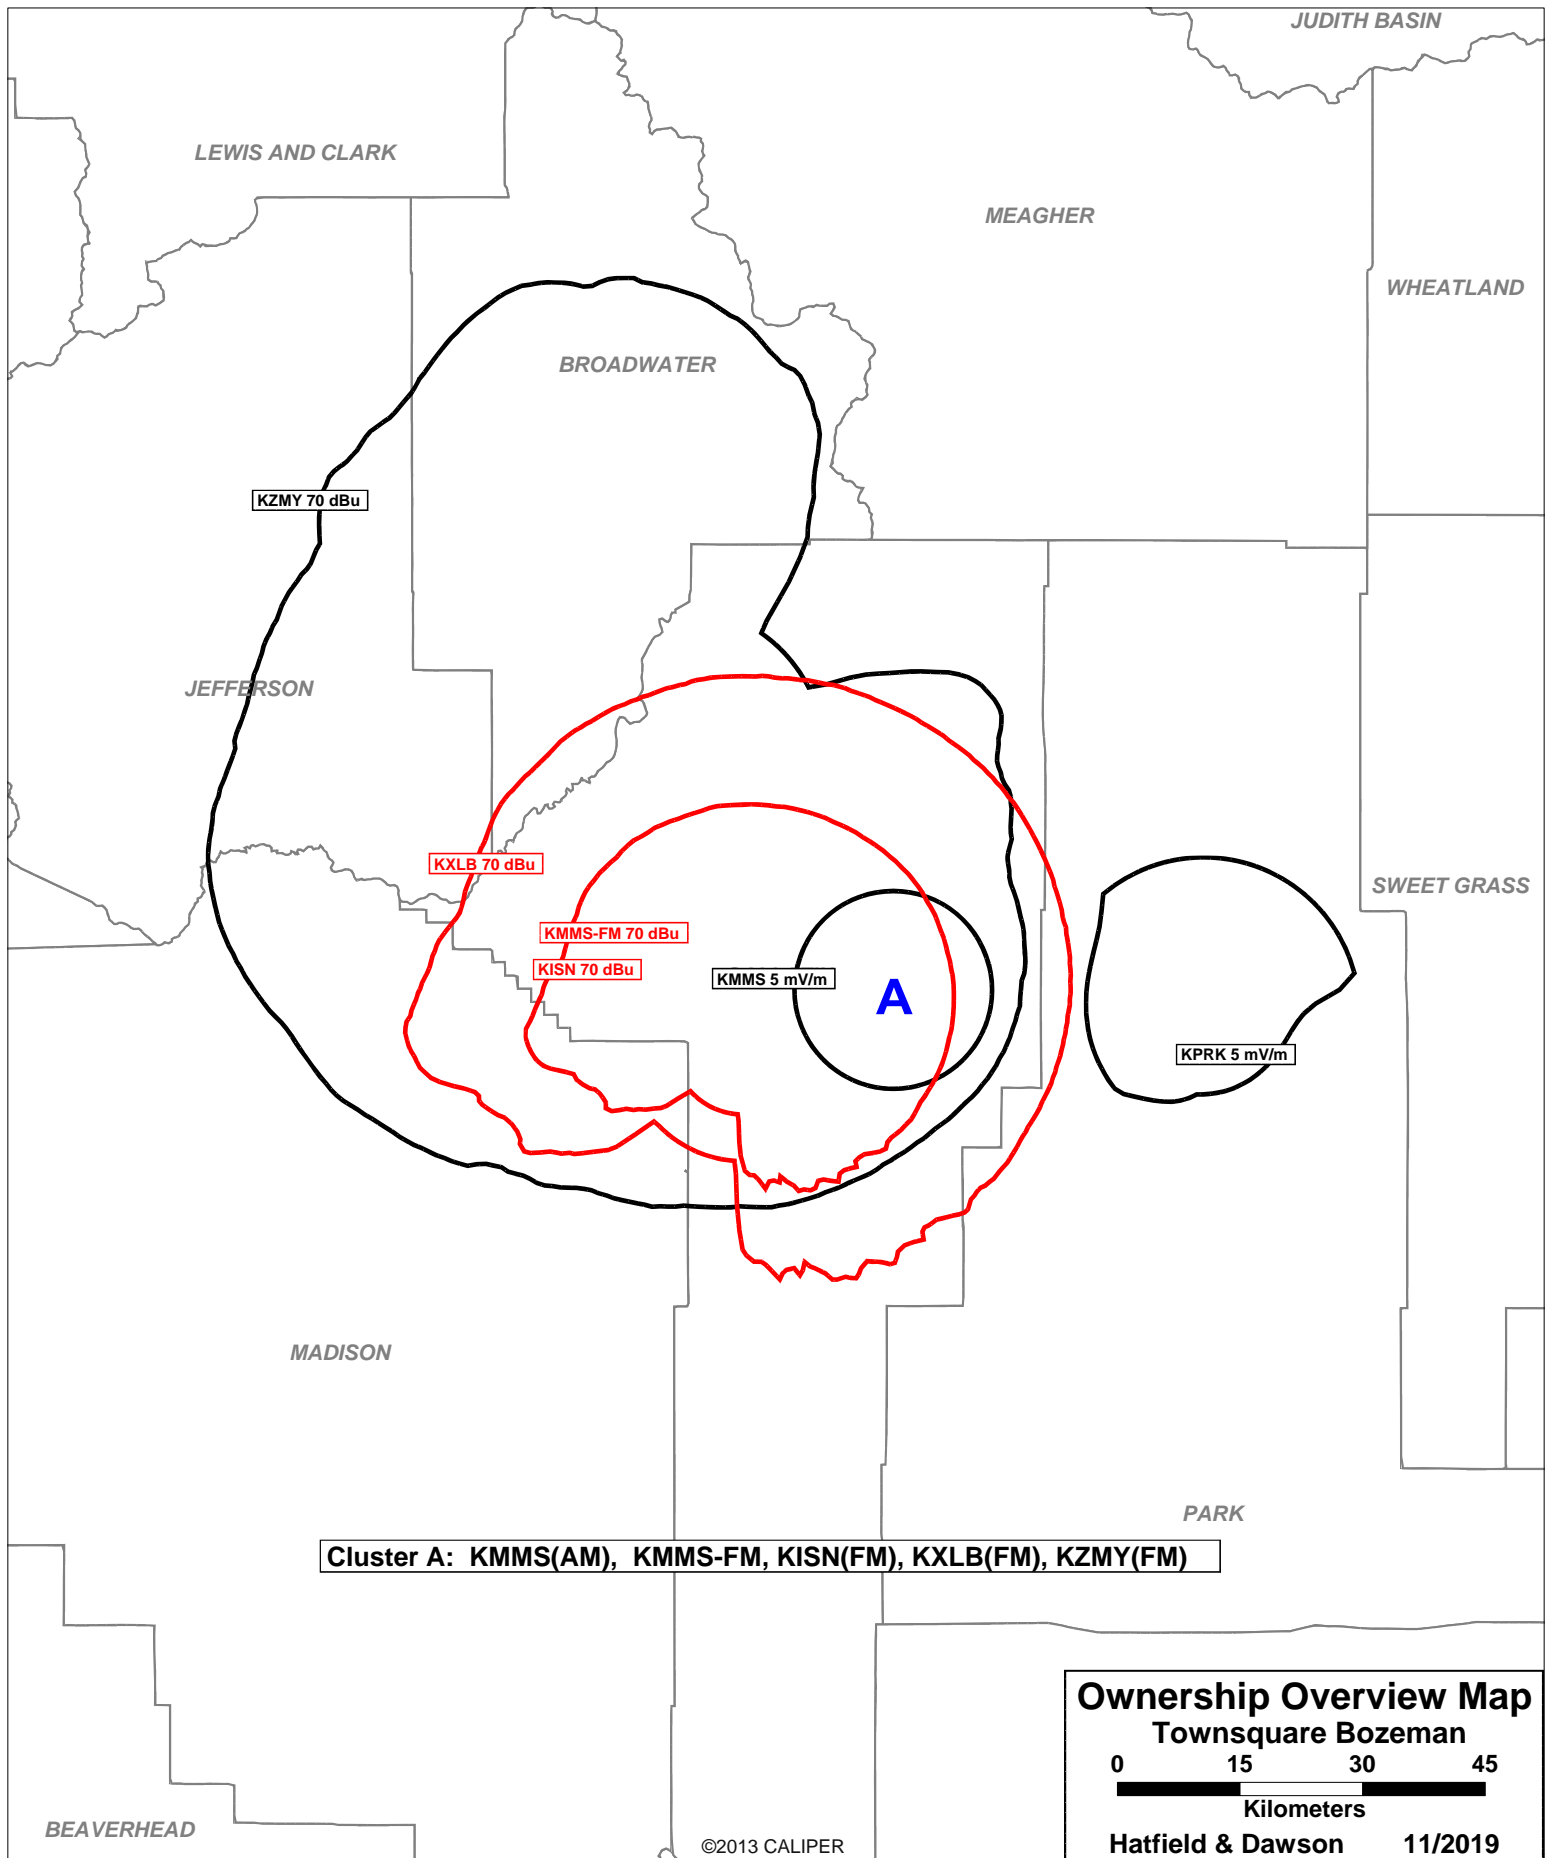 JUDITH BASIN
LEWIS AND CLARK
MEAGHER
WHEATLAND
BROADWATER
KZMY 70 dBu
JEFFERSON
KXLB 70 dBu
SWEET GRASS
KMMS-FM 70 dBu
KISN 70 dBu
KMMS 5 mV/m
A
KPRK 5 mV/m
MADISON
PARK
Cluster A: KMMS(AM), KMMS-FM, KISN(FM), KXLB(FM), KZMY(FM)
Ownership Overview Map
Townsquare Bozeman
0 15 30 45
Kilometers
Hatfield & Dawson 11/2019
BEAVERHEAD
©2013 CALIPER